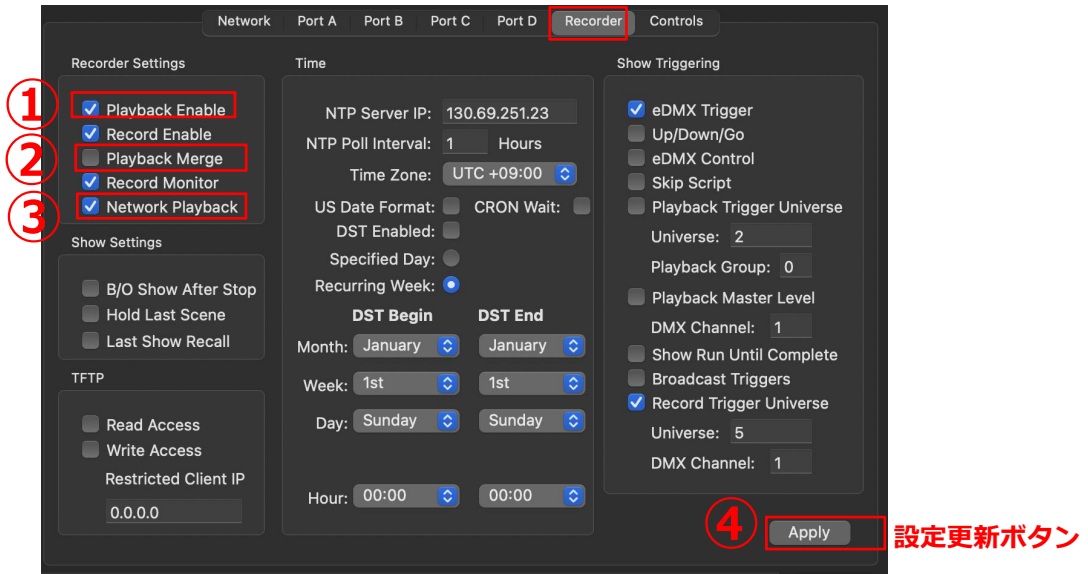 Network Port A Port B Port C Port D Recorder Controls
Recorder Settings
① Playback Enable
Record Enable
② Playback Merge
Record Monitor
③ Network Playback
Show Settings
B/O Show After Stop
Hold Last Scene
Last Show Recall
TFTP
Read Access
Write Access
Restricted Client IP
0.0.0.0
Time
NTP Server IP: 130.69.251.23
NTP Poll Interval: 1 Hours
Time Zone: UTC +09:00
US Date Format: CRON Wait:
DST Enabled:
Specified Day:
Recurring Week:
DST Begin DST End
Month: January January
Week: 1st 1st
Day: Sunday Sunday
Hour: 00:00 00:00
Show Triggering
eDMX Trigger
Up/Down/Go
eDMX Control
Skip Script
Playback Trigger Universe
Universe: 2
Playback Group: 0
Playback Master Level
DMX Channel: 1
Show Run Until Complete
Broadcast Triggers
Record Trigger Universe
Universe: 5
DMX Channel: 1
④ Apply 設定更新ボタン